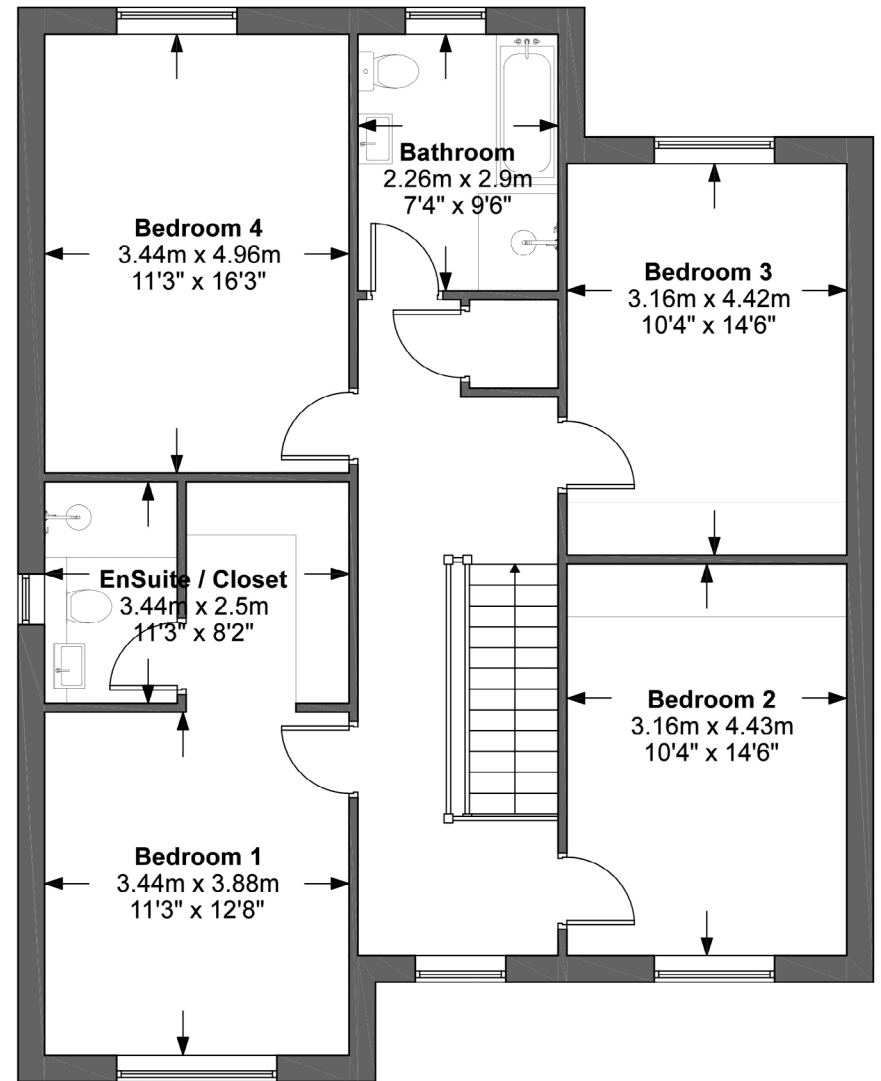 Bathroom
2.26m x 2.9m
7'4" x 9'6"
Bedroom 4
3.44m x 4.96m
11'3" x 16'3"
Bedroom 3
3.16m x 4.42m
10'4" x 14'6"
EnSuite / Closet
3.44m x 2.5m
11'3" x 8'2"
Bedroom 2
3.16m x 4.43m
10'4" x 14'6"
Bedroom 1
3.44m x 3.88m
11'3" x 12'8"